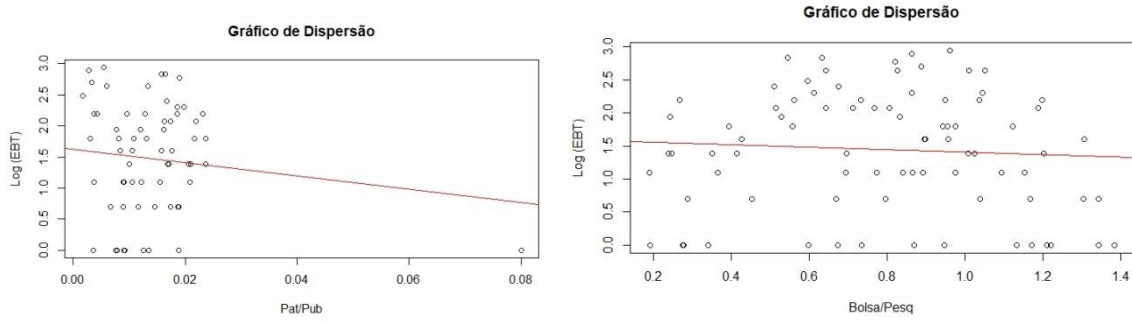 Gráfico de Dispersão
Log (EBT)
0.0 0.5 1.0 1.5 2.0 2.5 3.0
0.00 0.02 0.04 0.06 0.08
Pat/Pub
Gráfico de Dispersão
Log (EBT)
0.0 0.5 1.0 1.5 2.0 2.5 3.0
0.2 0.4 0.6 0.8 1.0 1.2 1.4
Bolsa/Pesq